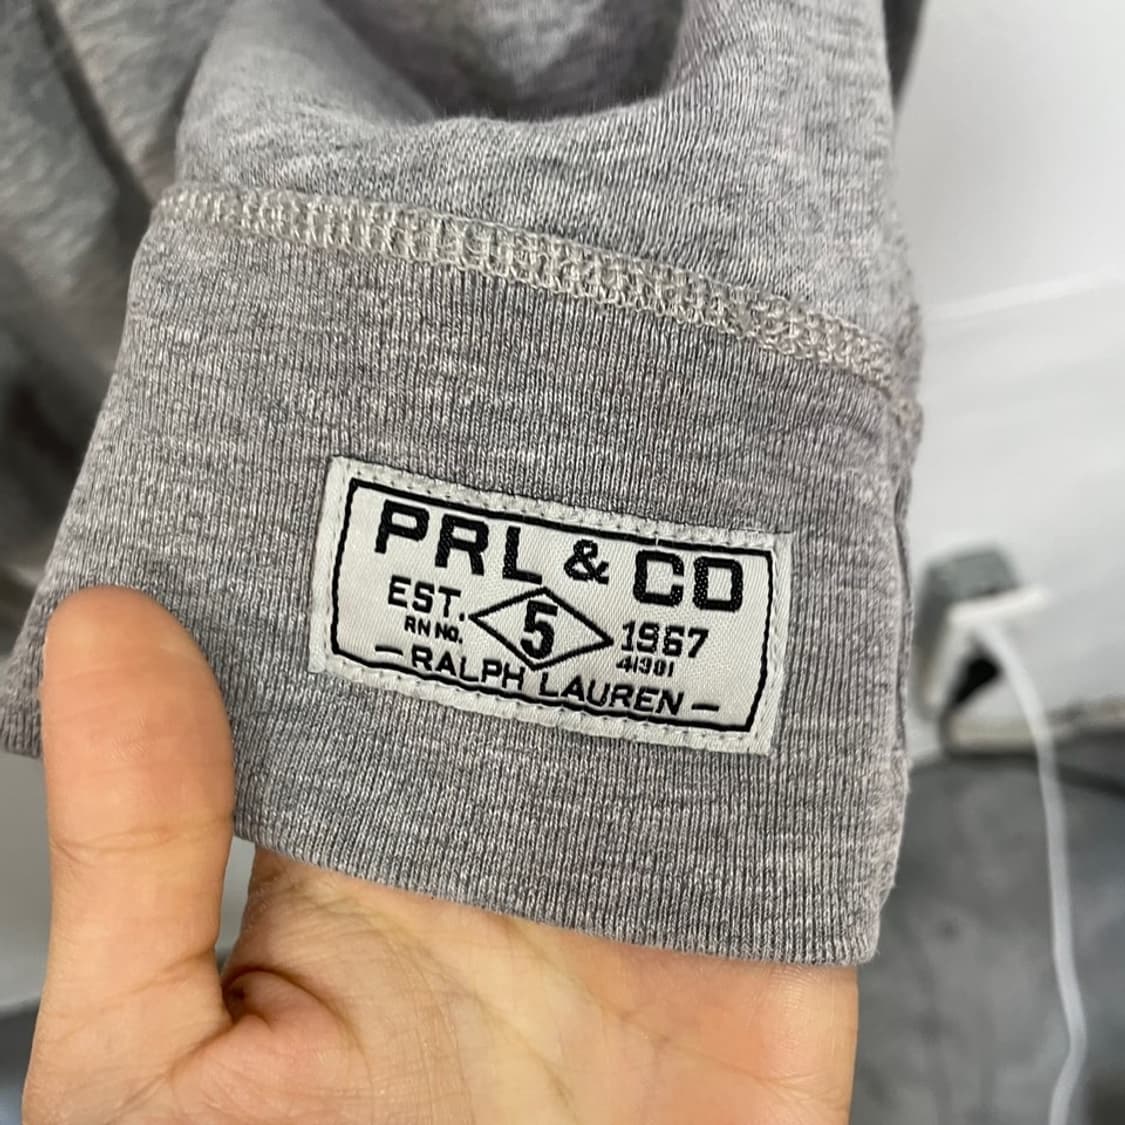 PRL & CO
EST. 5 1967
RN NO. 41381
— RALPH LAUREN —